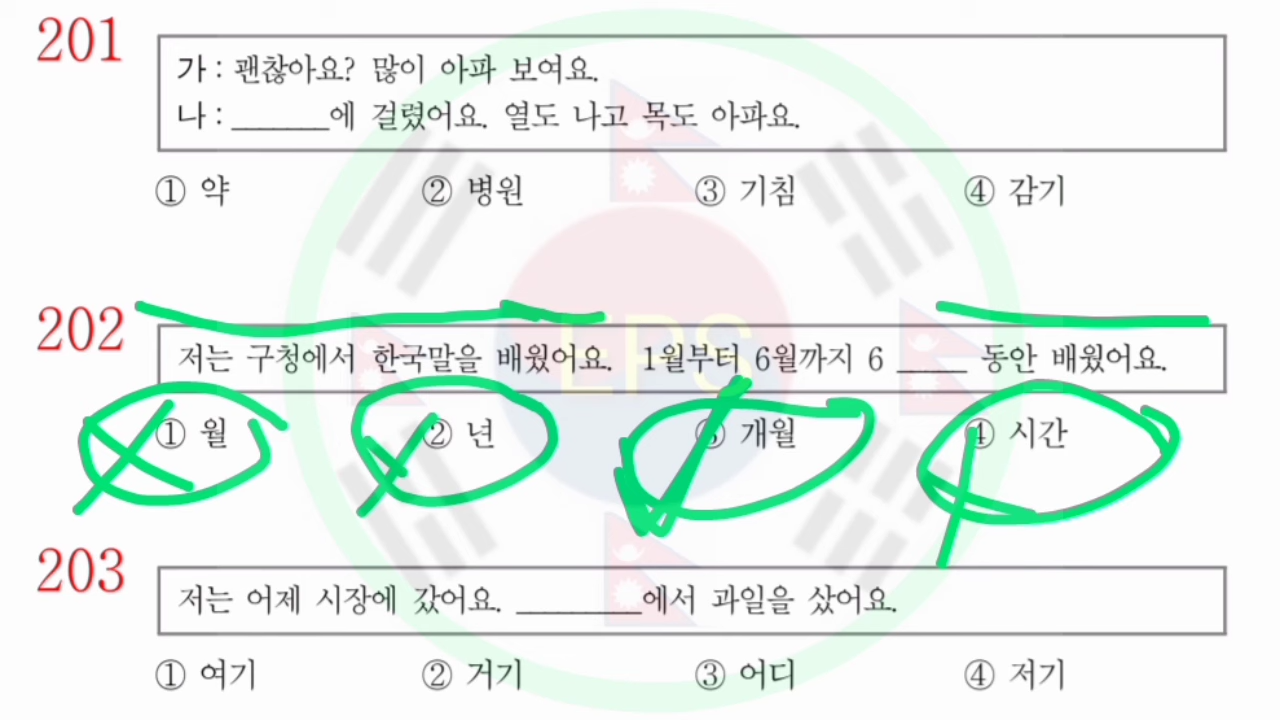 201
가 : 괜찮아요? 많이 아파 보여요.
나 : _______에 걸렸어요. 열도 나고 목도 아파요.
① 약 ② 병원 ③ 기침 ④ 감기
202
저는 구청에서 한국말을 배웠어요. 1월부터 6월까지 6 _____ 동안 배웠어요.
① 월 ② 년 ③ 개월 ④ 시간
203
저는 어제 시장에 갔어요. _________에서 과일을 샀어요.
① 여기 ② 거기 ③ 어디 ④ 저기
EPS